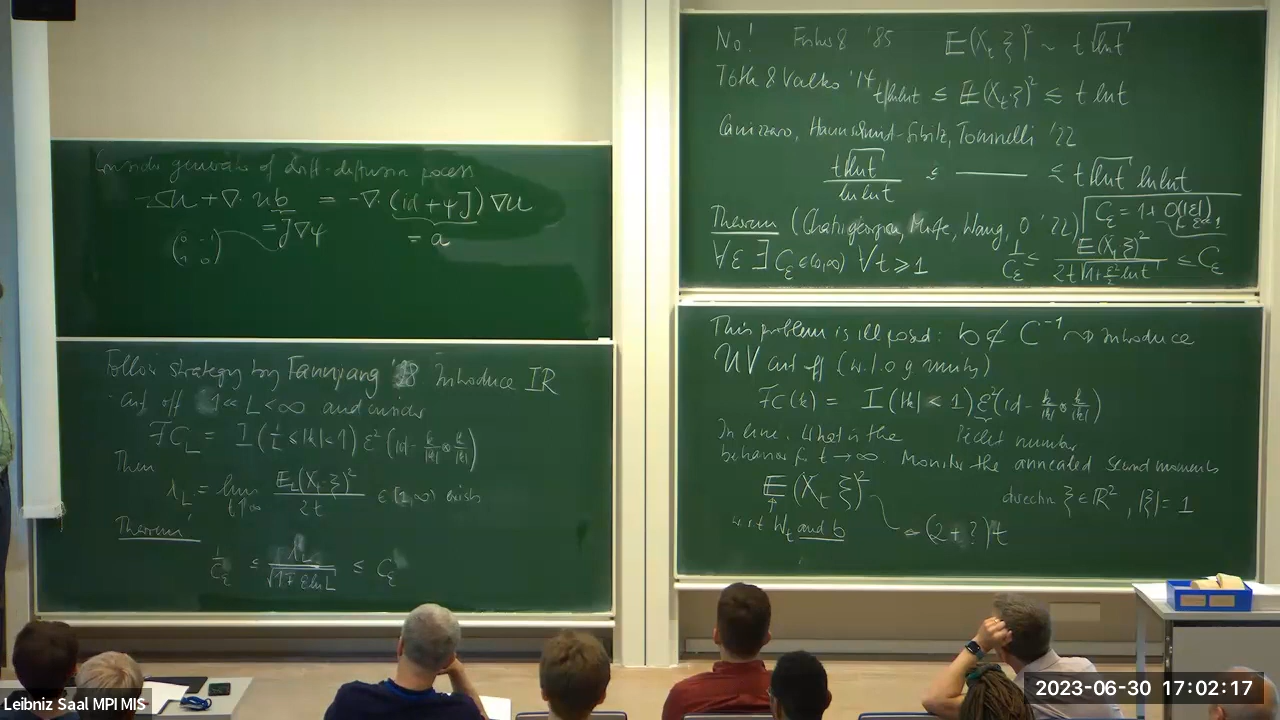 Consider generator of drift-diffusion process
-Δu + ∇· ub = -∇· (id + ψJ) ∇u
= J∇ψ
= a
(0 -1
1 0)
Follow strategy by Fannjiang '98 Introduce IR
cut off 1 << L < ∞ and consider
FC_L = I(1/L < |k| < 1) ε²(id - k/|k| ⊗ k/|k|)
Then
λ_L = lim_{t↑∞} E_L(X_t·ξ)² / 2t ∈ [1,∞) exists
Theorem'
1/C_ε ≤ λ_L / √ ≤ C_ε
No! '85 E(X_t ξ)² ~ t√ln t
Tóth & Valkó '14 t ln ln t ≤ E(X_t·ξ)² ≤ t ln t
Cannizzaro, Haunschmid-Sibitz, Toninelli '22
t√ln t / ln ln t ≤ —— ≤ t√ln t ln ln t
Theorem (Chatzigeorgiou, Morfe, Wang, O '22) C_ε = 1 + O(|ε|)
∀ε ∃ C_ε ∈ (0,∞) ∀t ≥ 1 1/C_ε ≤ E(X_t ξ)² / 2t√1+ε²/2 ln t ≤ C_ε
This problem is ill posed: b ∉ C⁻¹ ⇝ introduce
UV cut off (w.l.o.g unity)
FC(k) = I(|k| < 1) ε²(id - k/|k| ⊗ k/|k|)
Péclet number
What is the
behavior for t → ∞. Monitor the annealed second moments
E(X_t ξ)² direction ξ ∈ ℝ², |ξ| = 1
w.r.t W_t and b = (2 + ?)t
Leibniz Saal MPI MIS
2023-06-30 17:02:17